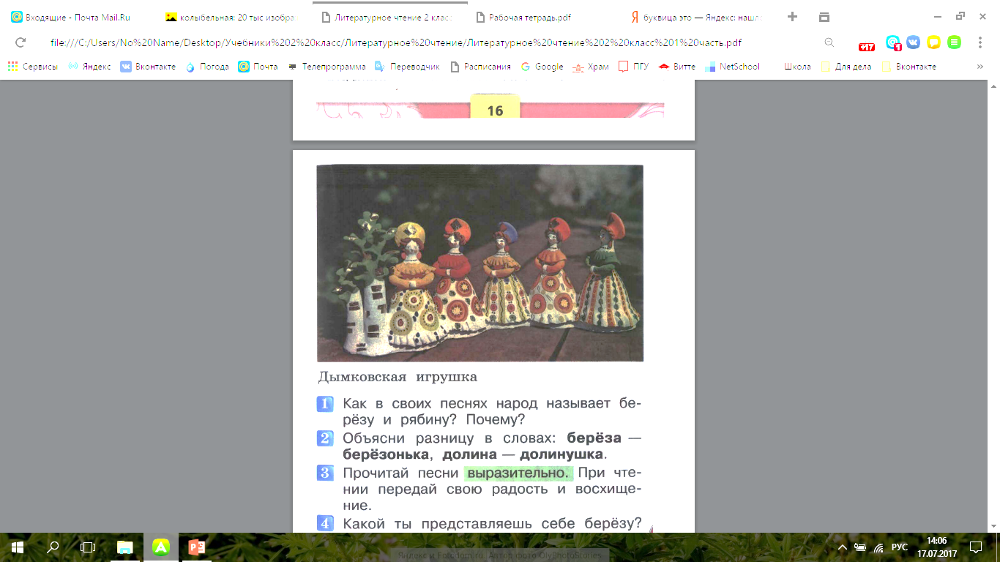 Входящие - Почта Mail.Ru
колыбельная: 20 тыс изобра
Литературное чтение 2 клас
Рабочая тетрадь.pdf
буквица это — Яндекс: нашл
file:///C:/Users/No%20Name/Desktop/Учебники%202%20класс/Литературное%20чтение/Литературное%20чтение%202%20класс%201%20часть.pdf
+17
1
Сервисы Яндекс Вконтакте Погода Почта Телепрограмма Переводчик Расписания Google Храм ПГУ Витте NetSchool Школа Для дела Вконтакте »
16
Дымковская игрушка
1 Как в своих песнях народ называет бе-
рёзу и рябину? Почему?
2 Объясни разницу в словах: берёза —
берёзонька, долина — долинушка.
3 Прочитай песни выразительно. При чте-
нии передай свою радость и восхище-
ние.
4 Какой ты представляешь себе берёзу?
РУС
14:06
17.07.2017